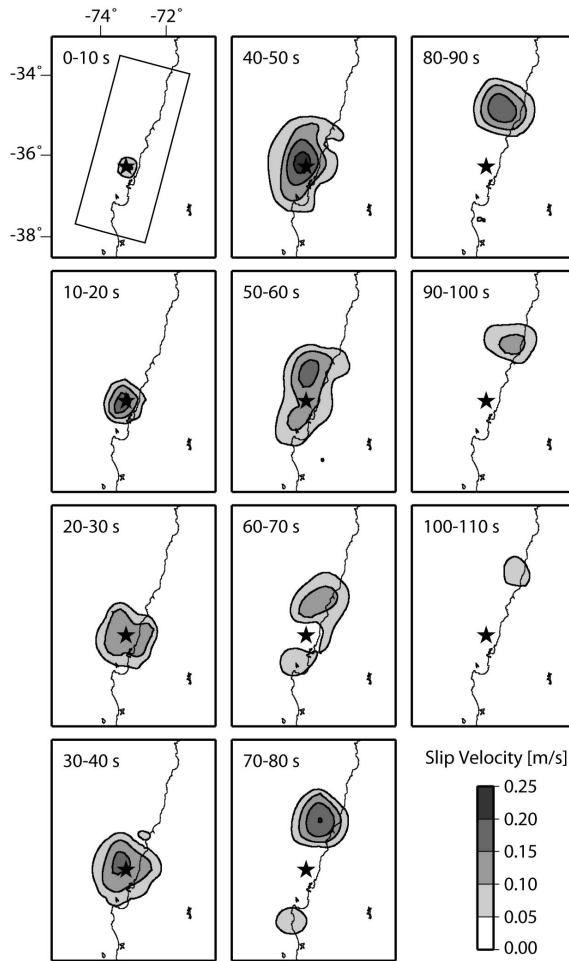 -74° -72°
0-10 s
40-50 s
80-90 s
-34°
-36°
-38°
10-20 s
50-60 s
90-100 s
20-30 s
60-70 s
100-110 s
30-40 s
70-80 s
Slip Velocity [m/s]
0.25
0.20
0.15
0.10
0.05
0.00